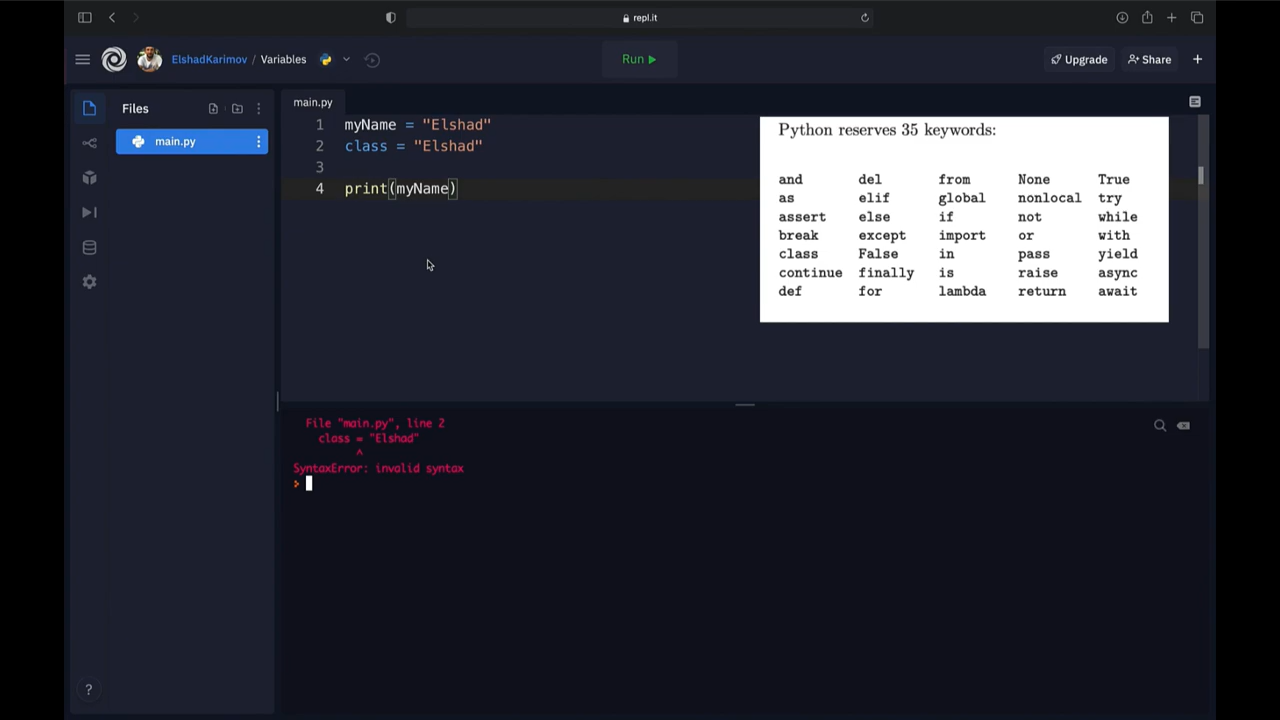 repl.it
ElshadKarimov / Variables
Run
Upgrade
Share
Files
main.py
main.py
1 myName = "Elshad"
2 class = "Elshad"
3
4 print(myName)
Python reserves 35 keywords:
and del from None True
as elif global nonlocal try
assert else if not while
break except import or with
class False in pass yield
continue finally is raise async
def for lambda return await
File "main.py", line 2
class = "Elshad"
^
SyntaxError: invalid syntax
>
?